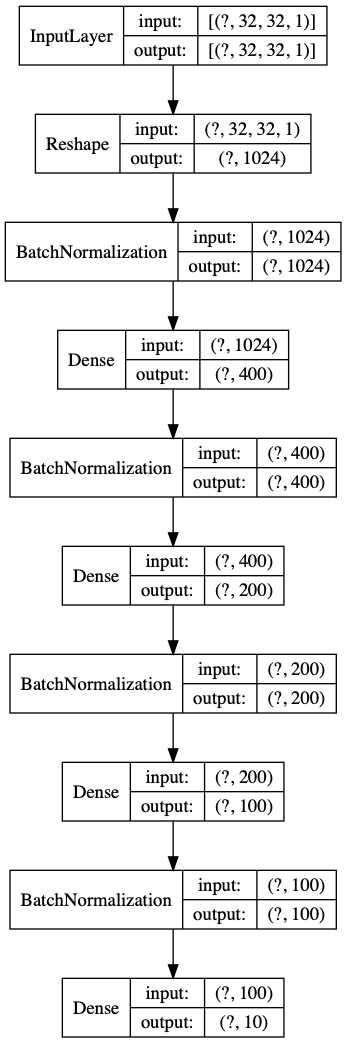 InputLayer
input: [(?, 32, 32, 1)]
output: [(?, 32, 32, 1)]
Reshape
input: (?, 32, 32, 1)
output: (?, 1024)
BatchNormalization
input: (?, 1024)
output: (?, 1024)
Dense
input: (?, 1024)
output: (?, 400)
BatchNormalization
input: (?, 400)
output: (?, 400)
Dense
input: (?, 400)
output: (?, 200)
BatchNormalization
input: (?, 200)
output: (?, 200)
Dense
input: (?, 200)
output: (?, 100)
BatchNormalization
input: (?, 100)
output: (?, 100)
Dense
input: (?, 100)
output: (?, 10)